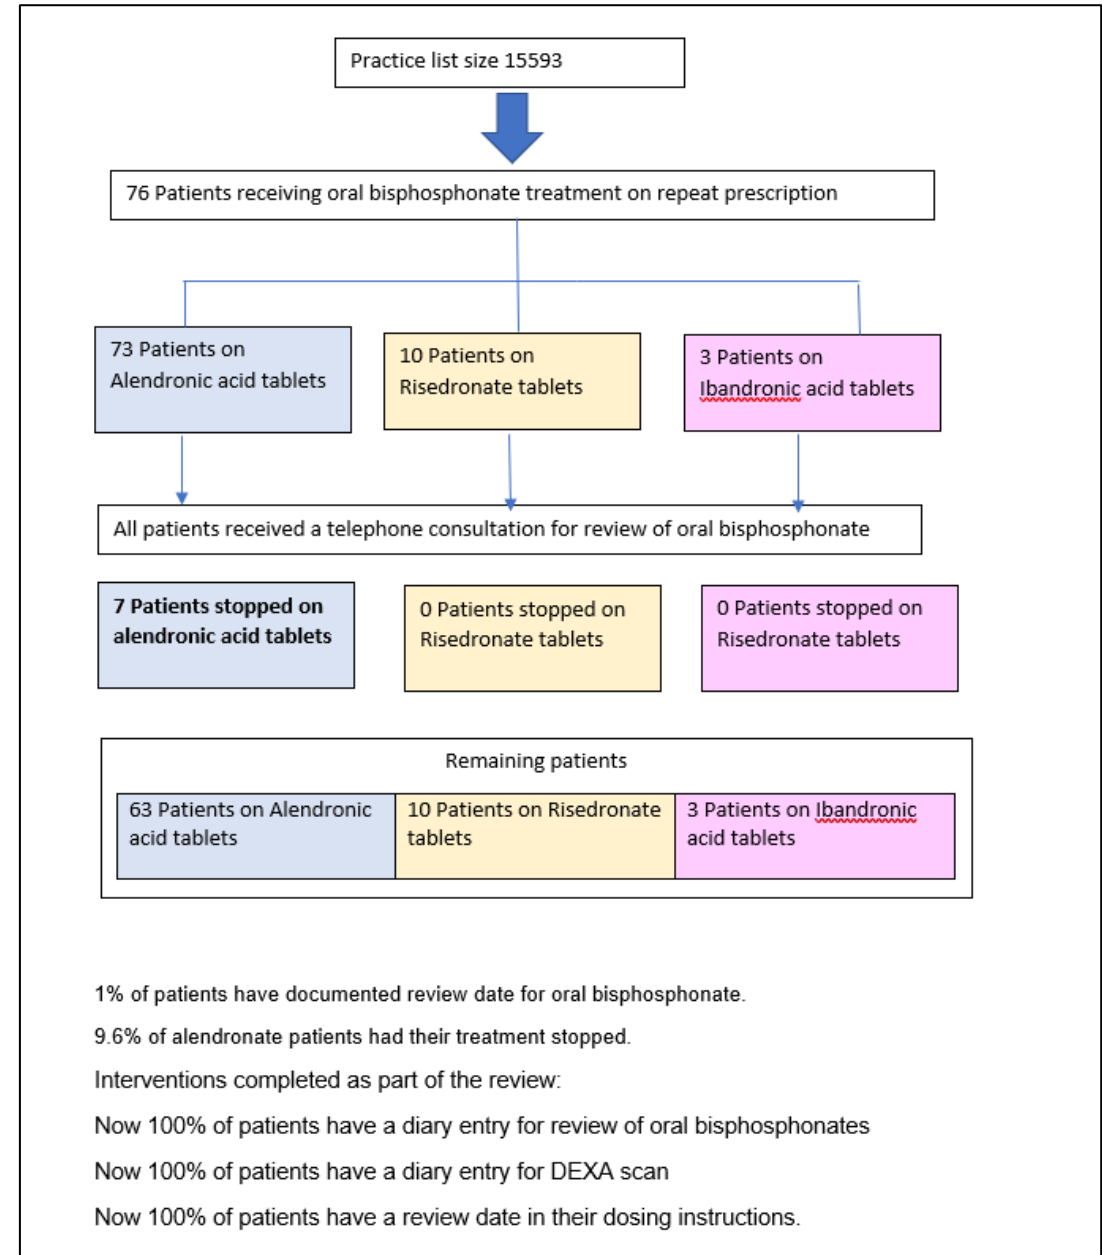 Practice list size 15593
76 Patients receiving oral bisphosphonate treatment on repeat prescription
73 Patients on
Alendronic acid tablets
10 Patients on
Risedronate tablets
3 Patients on
Ibandronic acid tablets
All patients received a telephone consultation for review of oral bisphosphonate
7 Patients stopped on
alendronic acid tablets
0 Patients stopped on
Risedronate tablets
0 Patients stopped on
Risedronate tablets
Remaining patients
63 Patients on Alendronic
acid tablets
10 Patients on Risedronate
tablets
3 Patients on Ibandronic
acid tablets
1% of patients have documented review date for oral bisphosphonate.
9.6% of alendronate patients had their treatment stopped.
Interventions completed as part of the review:
Now 100% of patients have a diary entry for review of oral bisphosphonates
Now 100% of patients have a diary entry for DEXA scan
Now 100% of patients have a review date in their dosing instructions.